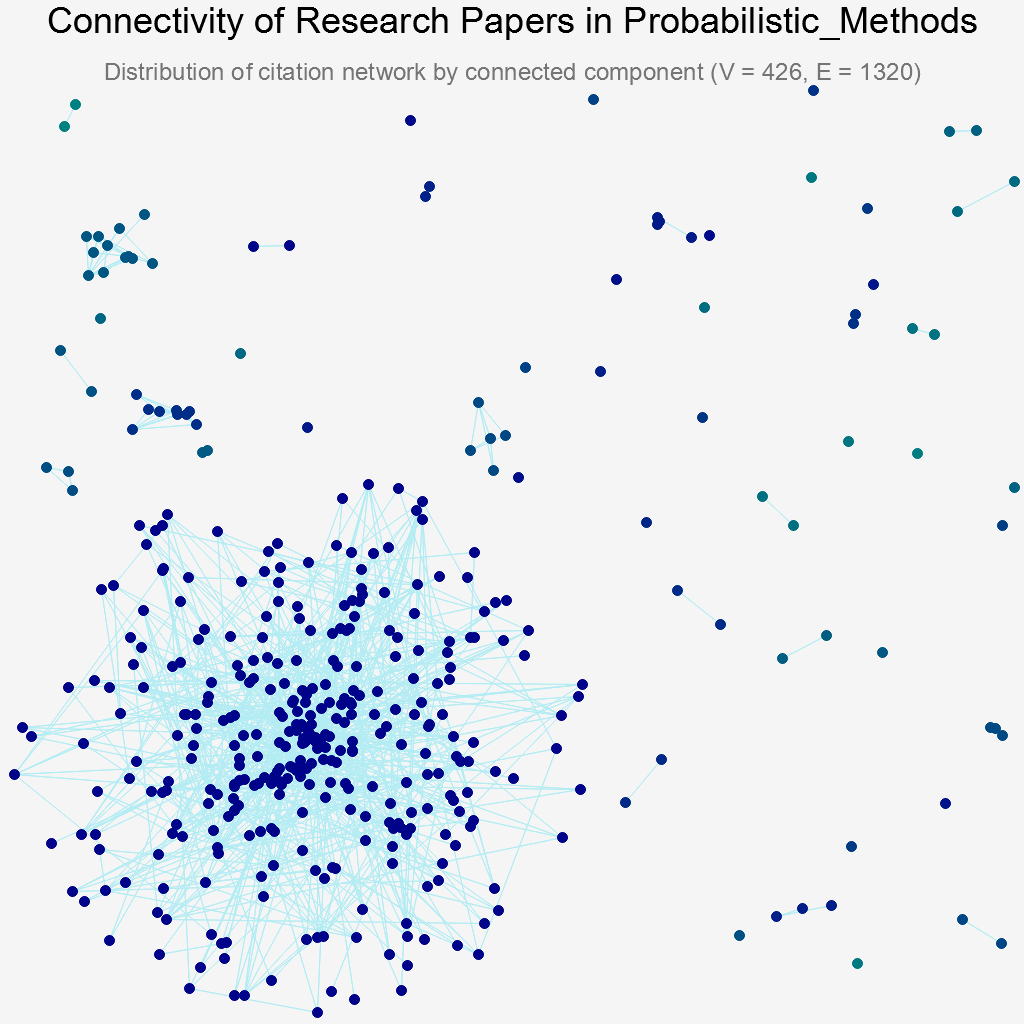 Connectivity of Research Papers in Probabilistic_Methods
Distribution of citation network by connected component (V = 426, E = 1320)